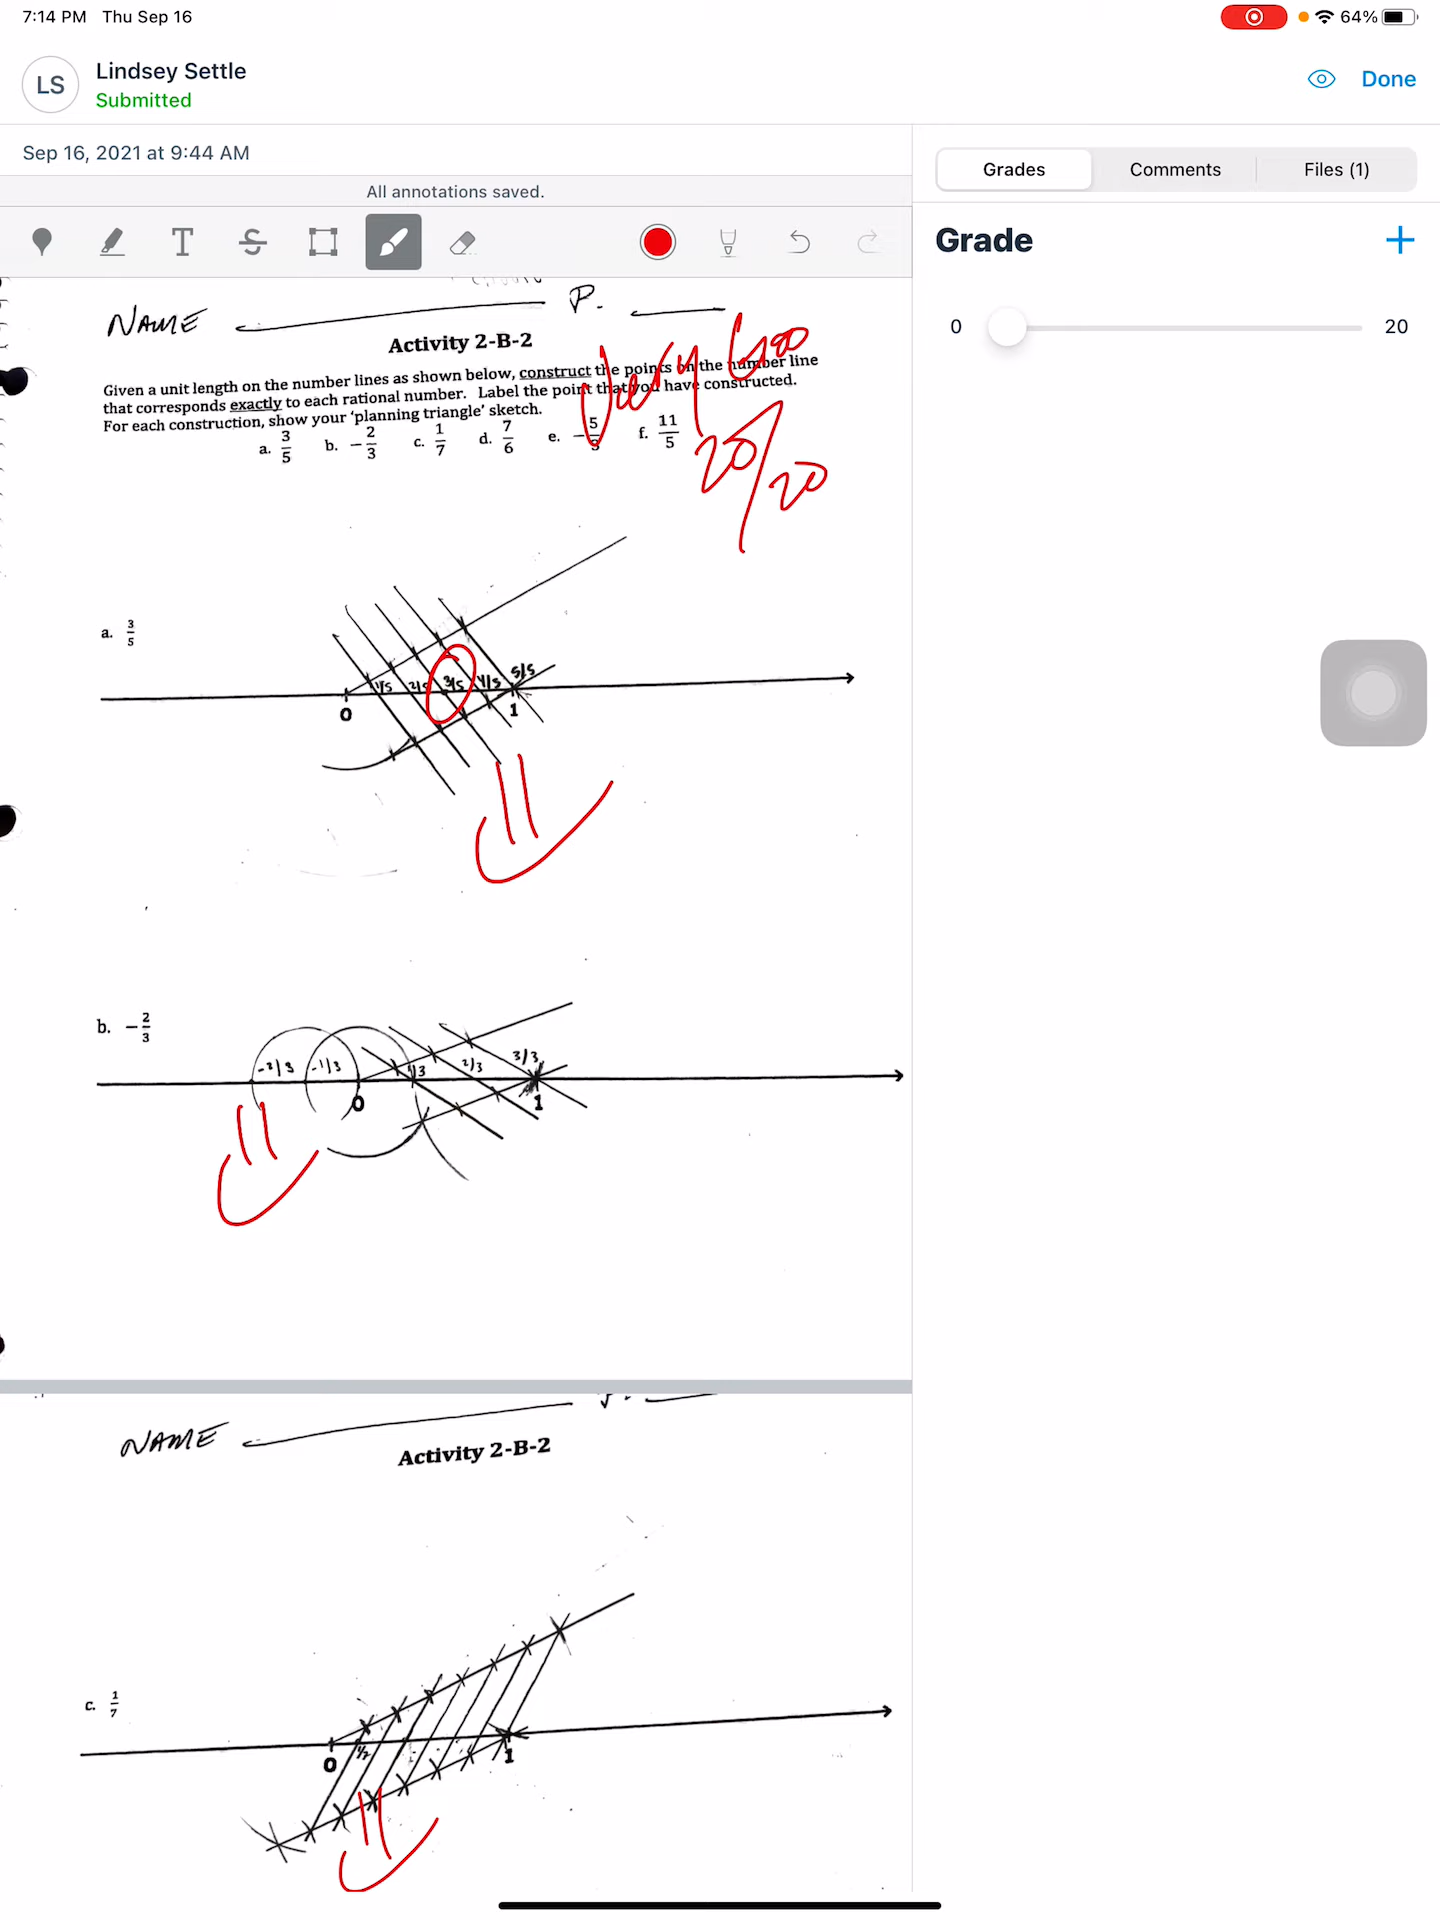 7:14 PM Thu Sep 16
64%
LS
Lindsey Settle
Submitted
Done
Sep 16, 2021 at 9:44 AM
Grades
Comments
Files (1)
All annotations saved.
T
S
Grade
0
20
NAME
P.
Activity 2-B-2
Given a unit length on the number lines as shown below, construct the points on the number line
that corresponds exactly to each rational number. Label the point that you have constructed.
For each construction, show your 'planning triangle' sketch.
a. 3/5 b. -2/3 c. 1/7 d. 7/6 e. -5/3 f. 11/5
Very Goo
20/20
a. 3/5
1/5 2/5 3/5 4/5 5/5
0
1
b. -2/3
-2/3 -1/3 1/3 2/3 3/3
0
1
NAME
Activity 2-B-2
c. 1/7
0
1/7
1